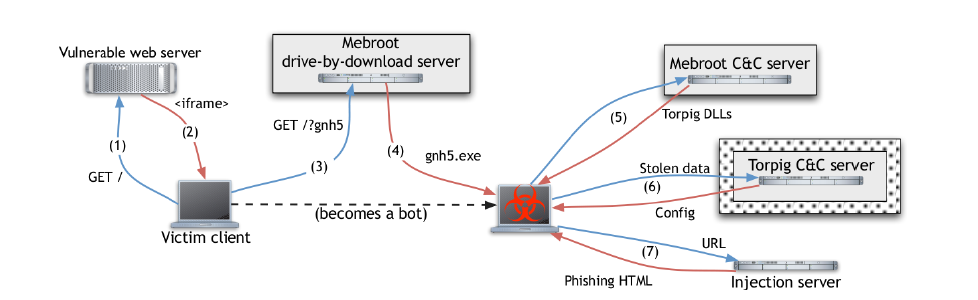 Vulnerable web server
<iframe>
(1)
(2)
GET /
Victim client
Mebroot
drive-by-download server
GET /?gnh5
(3)
(4)
gnh5.exe
(becomes a bot)
Mebroot C&C server
(5)
Torpig DLLs
Torpig C&C server
Stolen data
(6)
Config
URL
(7)
Phishing HTML
Injection server